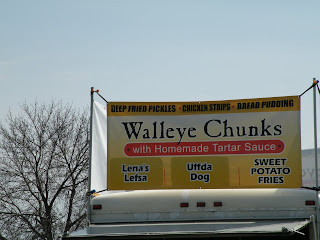 DEEP FRIED PICKLES • CHICKEN STRIPS • BREAD PUDDING
Walleye Chunks
• with Homemade Tartar Sauce •
Lena's Lefsa
Uffda Dog
SWEET POTATO FRIES